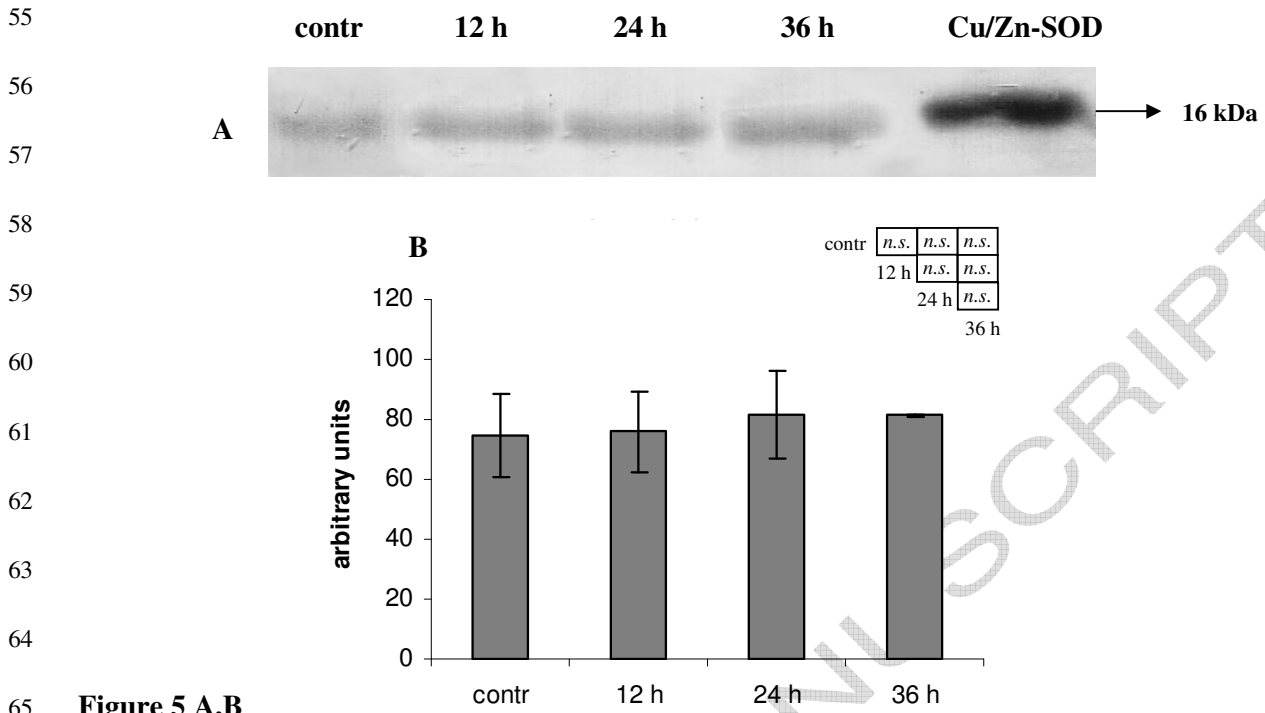 55
contr 12 h 24 h 36 h Cu/Zn-SOD
56
A 16 kDa
57
58
B
contr n.s. n.s. n.s.
12 h n.s. n.s.
59
24 h n.s.
36 h
120
100
80
60
40
20
0
arbitrary units
60
61
62
63
64
contr 12 h 24 h 36 h
65 Figure 5 A,B
NUSCRIPT